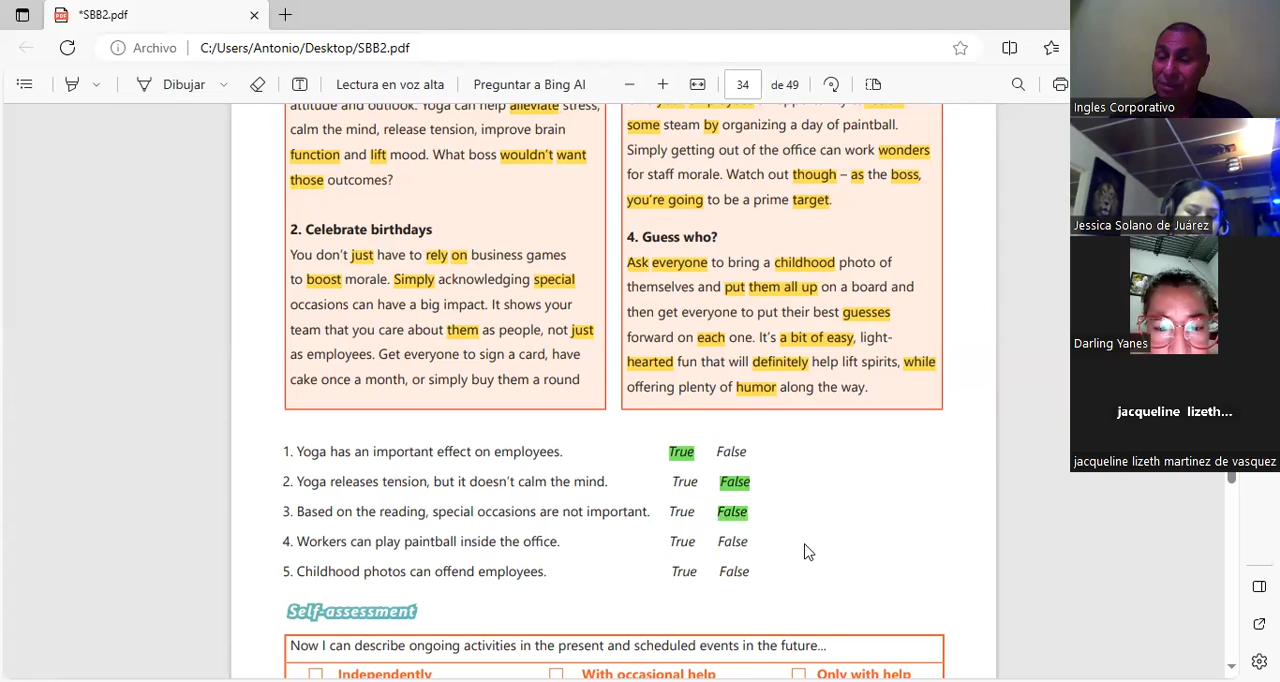 *SBB2.pdf
Archivo
C:/Users/Antonio/Desktop/SBB2.pdf
Dibujar
Lectura en voz alta
Preguntar a Bing AI
34
de 49
attitude and outlook. Yoga can help alleviate stress,
calm the mind, release tension, improve brain
function and lift mood. What boss wouldn't want
those outcomes?
2. Celebrate birthdays
You don't just have to rely on business games
to boost morale. Simply acknowledging special
occasions can have a big impact. It shows your
team that you care about them as people, not just
as employees. Get everyone to sign a card, have
cake once a month, or simply buy them a round
some steam by organizing a day of paintball.
Simply getting out of the office can work wonders
for staff morale. Watch out though – as the boss,
you're going to be a prime target.
4. Guess who?
Ask everyone to bring a childhood photo of
themselves and put them all up on a board and
then get everyone to put their best guesses
forward on each one. It's a bit of easy, light-
hearted fun that will definitely help lift spirits, while
offering plenty of humor along the way.
1. Yoga has an important effect on employees. True False
2. Yoga releases tension, but it doesn't calm the mind. True False
3. Based on the reading, special occasions are not important. True False
4. Workers can play paintball inside the office. True False
5. Childhood photos can offend employees. True False
Self-assessment
Now I can describe ongoing activities in the present and scheduled events in the future...
Independently With occasional help Only with help
Ingles Corporativo
Jessica Solano de Juárez
Darling Yanes
jacqueline lizeth...
jacqueline lizeth martinez de vasquez